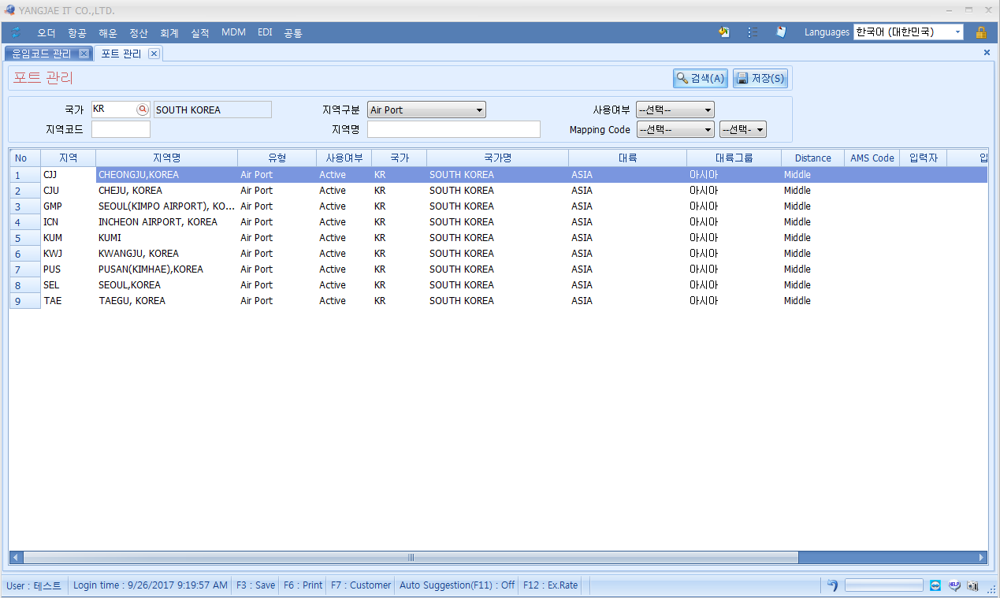 YANGJAE IT CO.,LTD.
오더 항공 해운 정산 회계 실적 MDM EDI 공통 Languages 한국어 (대한민국)
운임코드 관리 포트 관리
포트 관리 검색(A) 저장(S)
국가 KR SOUTH KOREA 지역구분 Air Port 사용여부 --선택--
지역코드 지역명 Mapping Code --선택-- --선택-
No 지역 지역명 유형 사용여부 국가 국가명 대륙 대륙그룹 Distance AMS Code 입력자 입
1 CJJ CHEONGJU,KOREA Air Port Active KR SOUTH KOREA ASIA 아시아 Middle
2 CJU CHEJU, KOREA Air Port Active KR SOUTH KOREA ASIA 아시아 Middle
3 GMP SEOUL(KIMPO AIRPORT), KO... Air Port Active KR SOUTH KOREA ASIA 아시아 Middle
4 ICN INCHEON AIRPORT, KOREA Air Port Active KR SOUTH KOREA ASIA 아시아 Middle
5 KUM KUMI Air Port Active KR SOUTH KOREA ASIA 아시아 Middle
6 KWJ KWANGJU, KOREA Air Port Active KR SOUTH KOREA ASIA 아시아 Middle
7 PUS PUSAN(KIMHAE),KOREA Air Port Active KR SOUTH KOREA ASIA 아시아 Middle
8 SEL SEOUL,KOREA Air Port Active KR SOUTH KOREA ASIA 아시아 Middle
9 TAE TAEGU, KOREA Air Port Active KR SOUTH KOREA ASIA 아시아 Middle
User : 테스트 Login time : 9/26/2017 9:19:57 AM F3 : Save F6 : Print F7 : Customer Auto Suggestion(F11) : Off F12 : Ex.Rate HELP